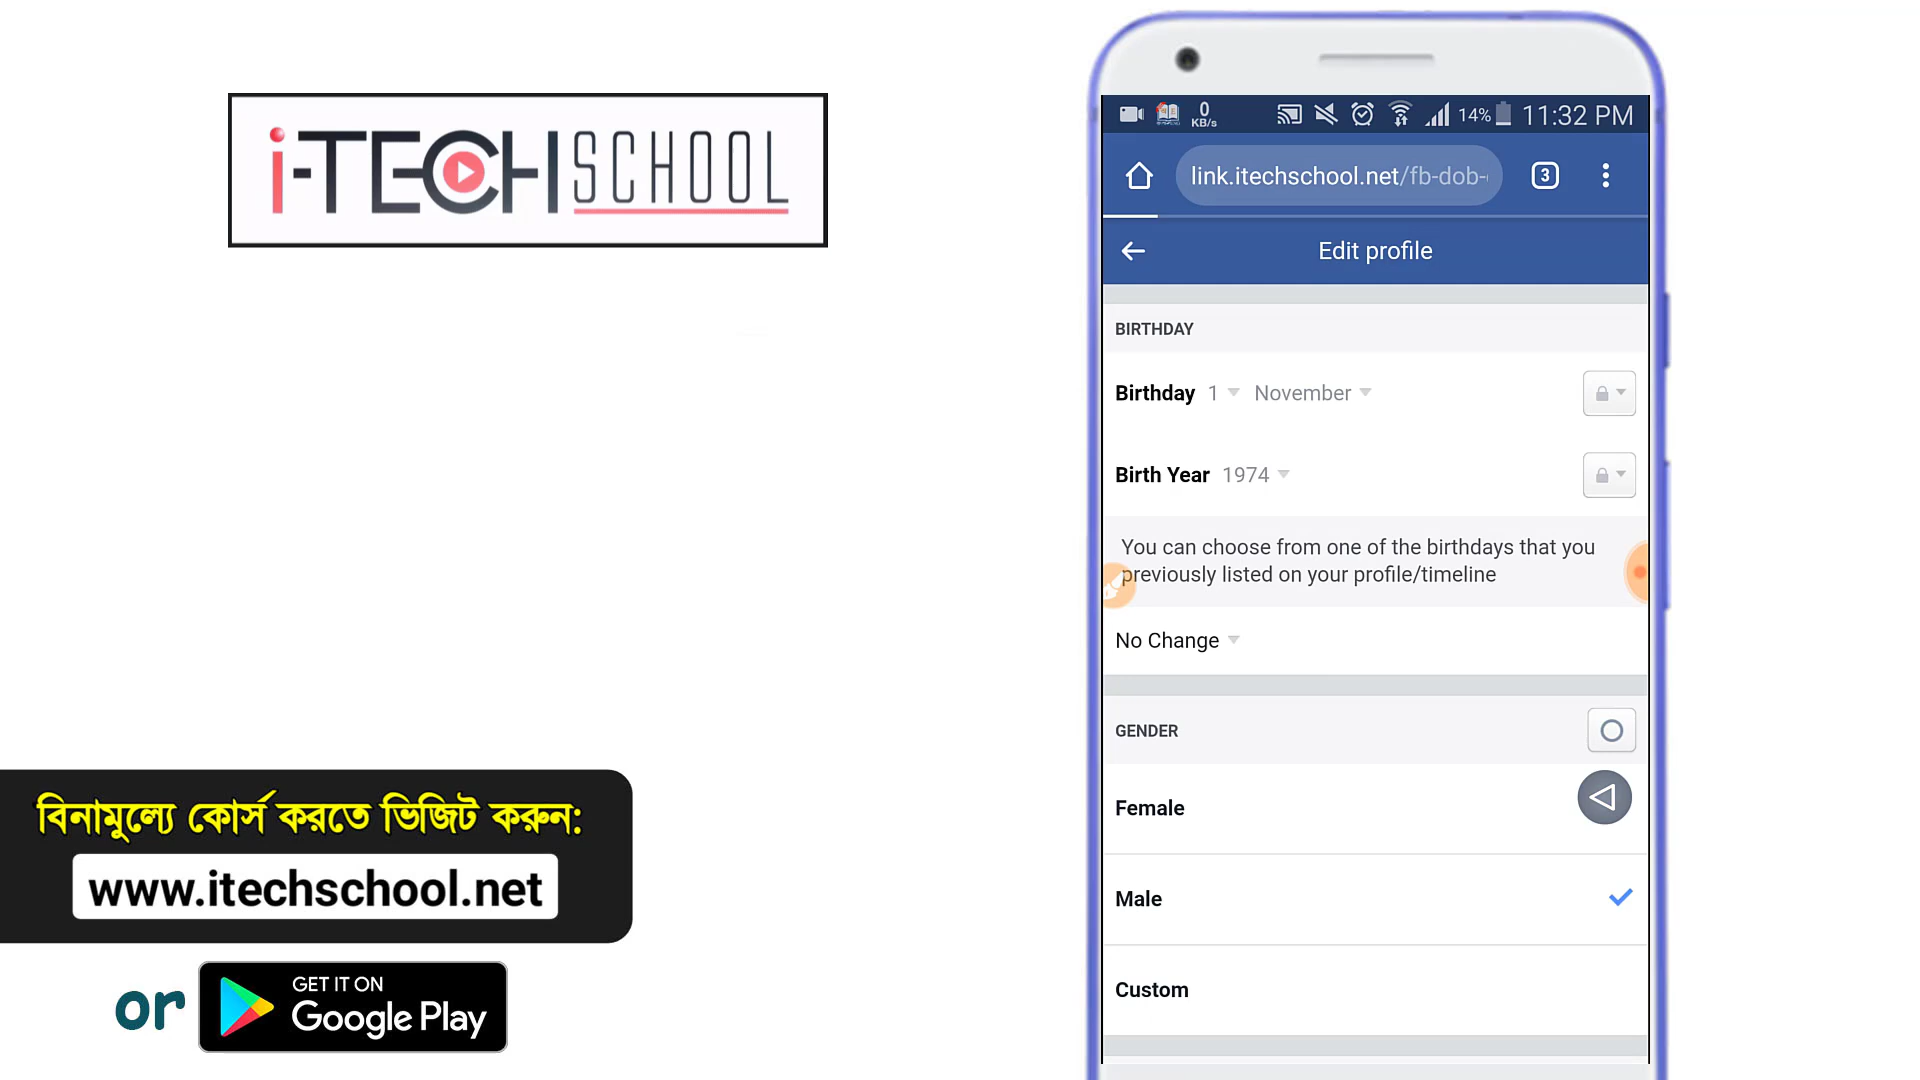 i-TECH SCHOOL
বিনামুল্যে কোর্স করতে ভিজিট করুন:
www.itechschool.net
or
GET IT ON
Google Play
0
KB/s
14%
11:32 PM
link.itechschool.net/fb-dob-
3
Edit profile
BIRTHDAY
Birthday 1 November
Birth Year 1974
You can choose from one of the birthdays that you
previously listed on your profile/timeline
No Change
GENDER
Female
Male
Custom